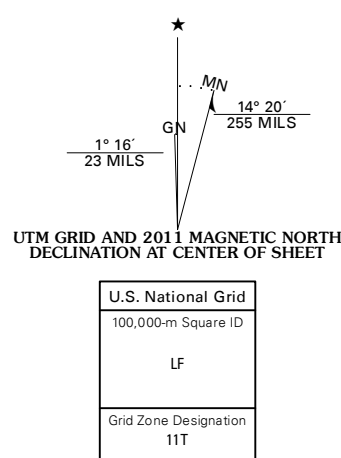 ★
MN
GN
14° 20´
255 MILS
1° 16´
23 MILS
UTM GRID AND 2011 MAGNETIC NORTH
DECLINATION AT CENTER OF SHEET
U.S. National Grid
100,000-m Square ID
LF
Grid Zone Designation
11T